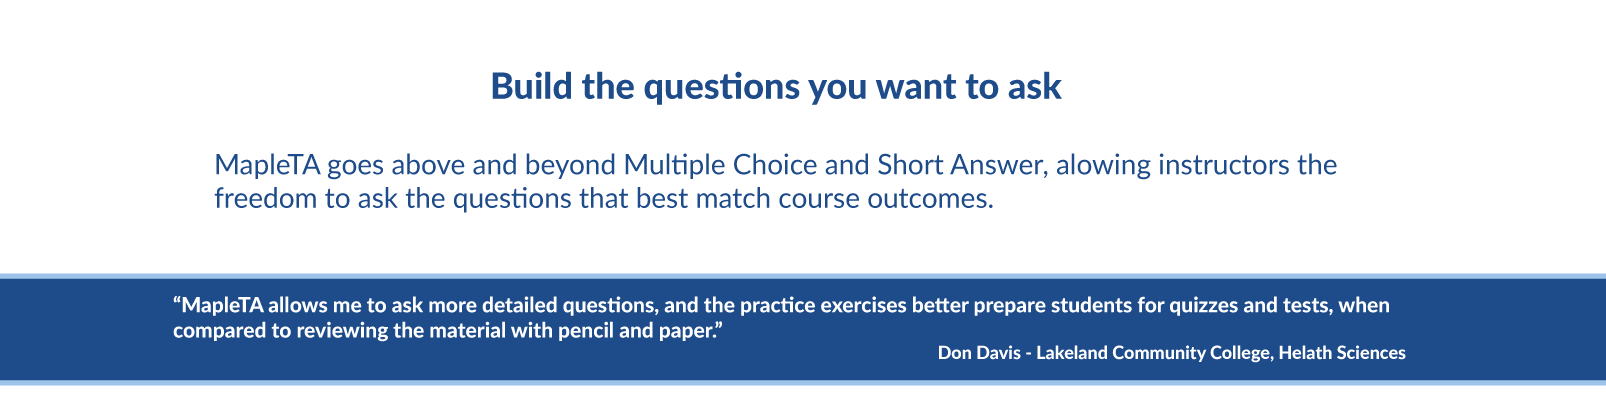 Build the questions you want to ask
MapleTA goes above and beyond Multiple Choice and Short Answer, alowing instructors the
freedom to ask the questions that best match course outcomes.
“MapleTA allows me to ask more detailed questions, and the practice exercises better prepare students for quizzes and tests, when
compared to reviewing the material with pencil and paper.”
Don Davis - Lakeland Community College, Helath Sciences